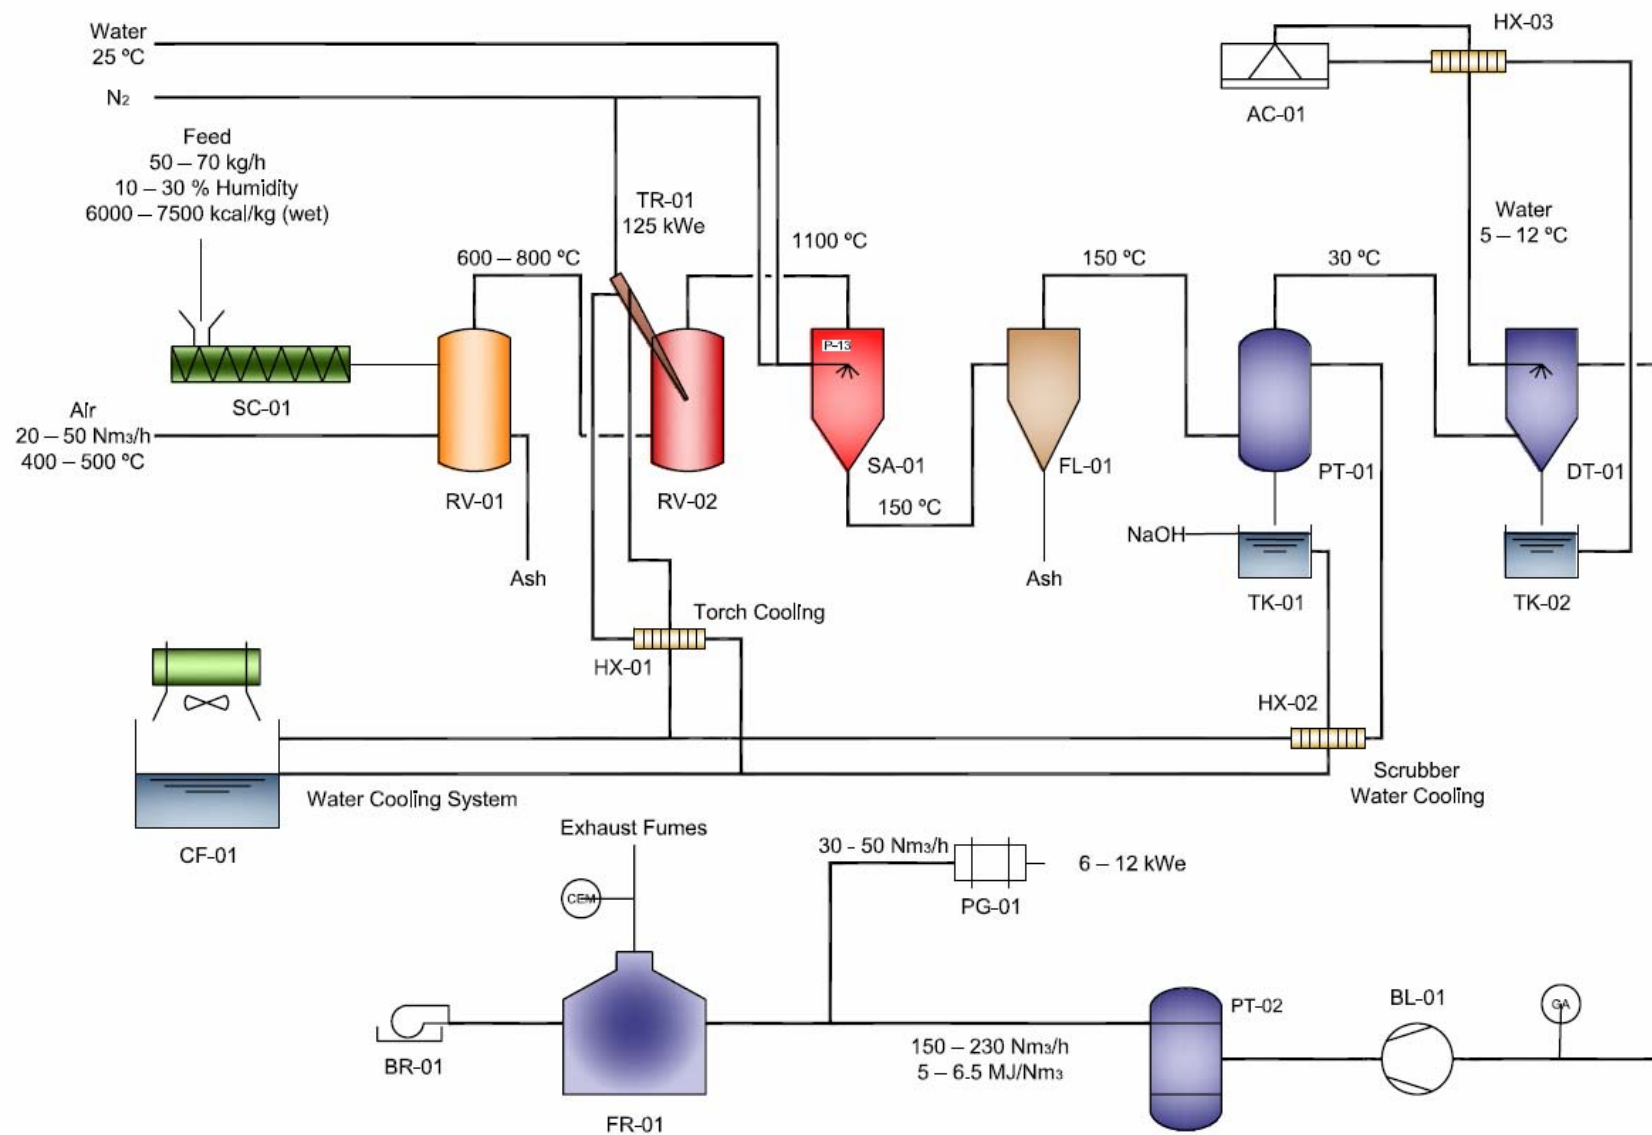 Water
25 ºC
N2
Feed
50 – 70 kg/h
10 – 30 % Humidity
6000 – 7500 kcal/kg (wet)
SC-01
Air
20 – 50 Nm3/h
400 – 500 ºC
600 – 800 ºC
RV-01
Ash
TR-01
125 kWe
RV-02
1100 ºC
P-13
SA-01
150 ºC
FL-01
Ash
150 ºC
PT-01
NaOH
TK-01
30 ºC
HX-03
AC-01
Water
5 – 12 ºC
DT-01
TK-02
Torch Cooling
HX-01
HX-02
Scrubber
Water Cooling
Water Cooling System
CF-01
Exhaust Fumes
CEM
BR-01
FR-01
30 - 50 Nm3/h
6 – 12 kWe
PG-01
150 – 230 Nm3/h
5 – 6.5 MJ/Nm3
PT-02
BL-01
GA